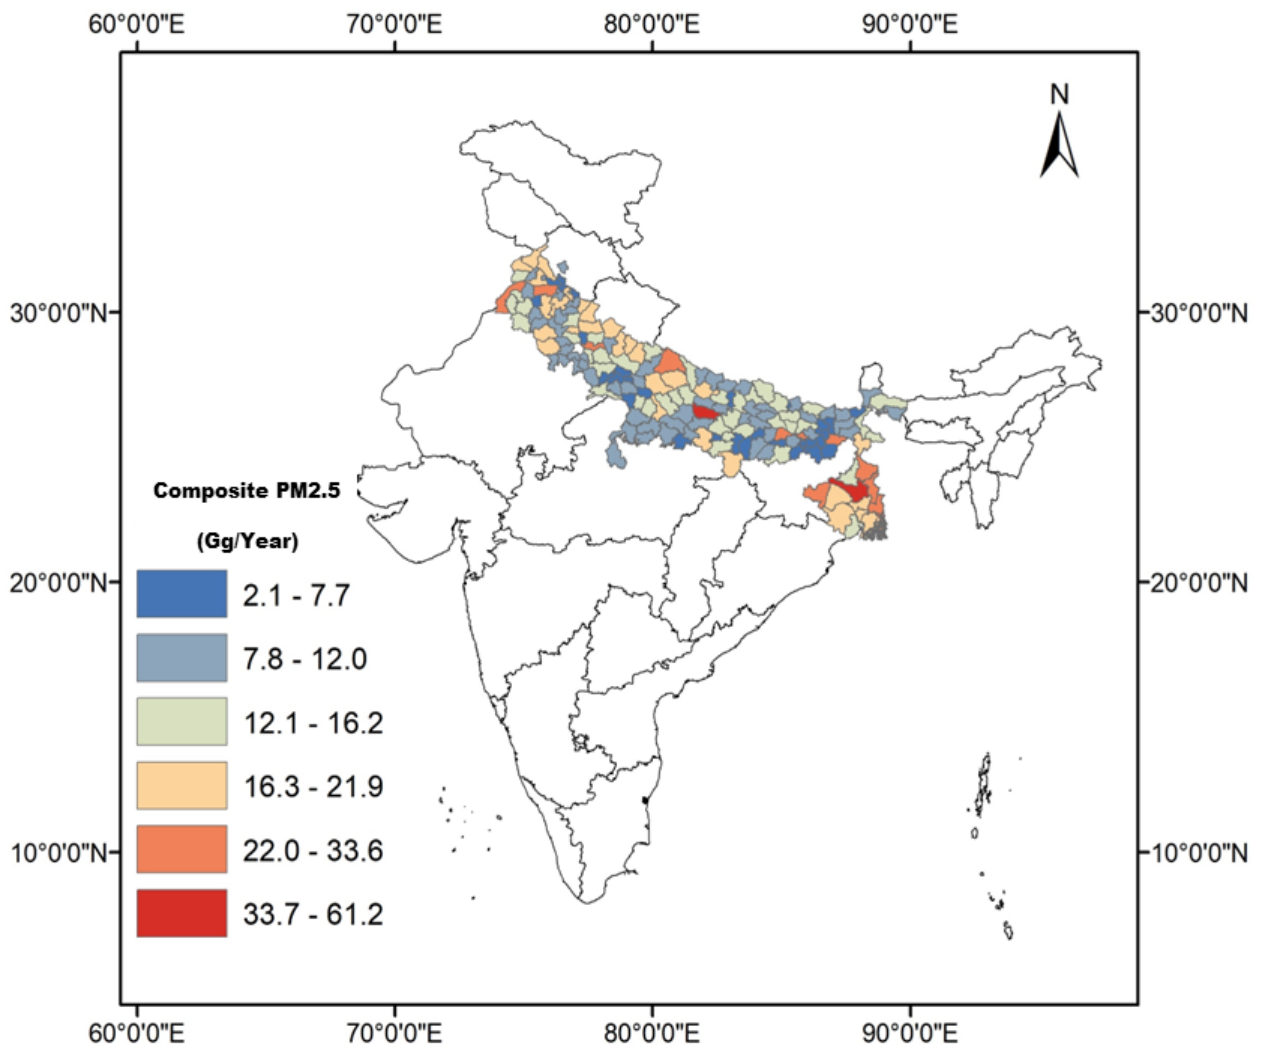 60°0'0"E 70°0'0"E 80°0'0"E 90°0'0"E
N
30°0'0"N 30°0'0"N
Composite PM2.5
(Gg/Year)
20°0'0"N 20°0'0"N
2.1 - 7.7
7.8 - 12.0
12.1 - 16.2
16.3 - 21.9
10°0'0"N 10°0'0"N
22.0 - 33.6
33.7 - 61.2
60°0'0"E 70°0'0"E 80°0'0"E 90°0'0"E